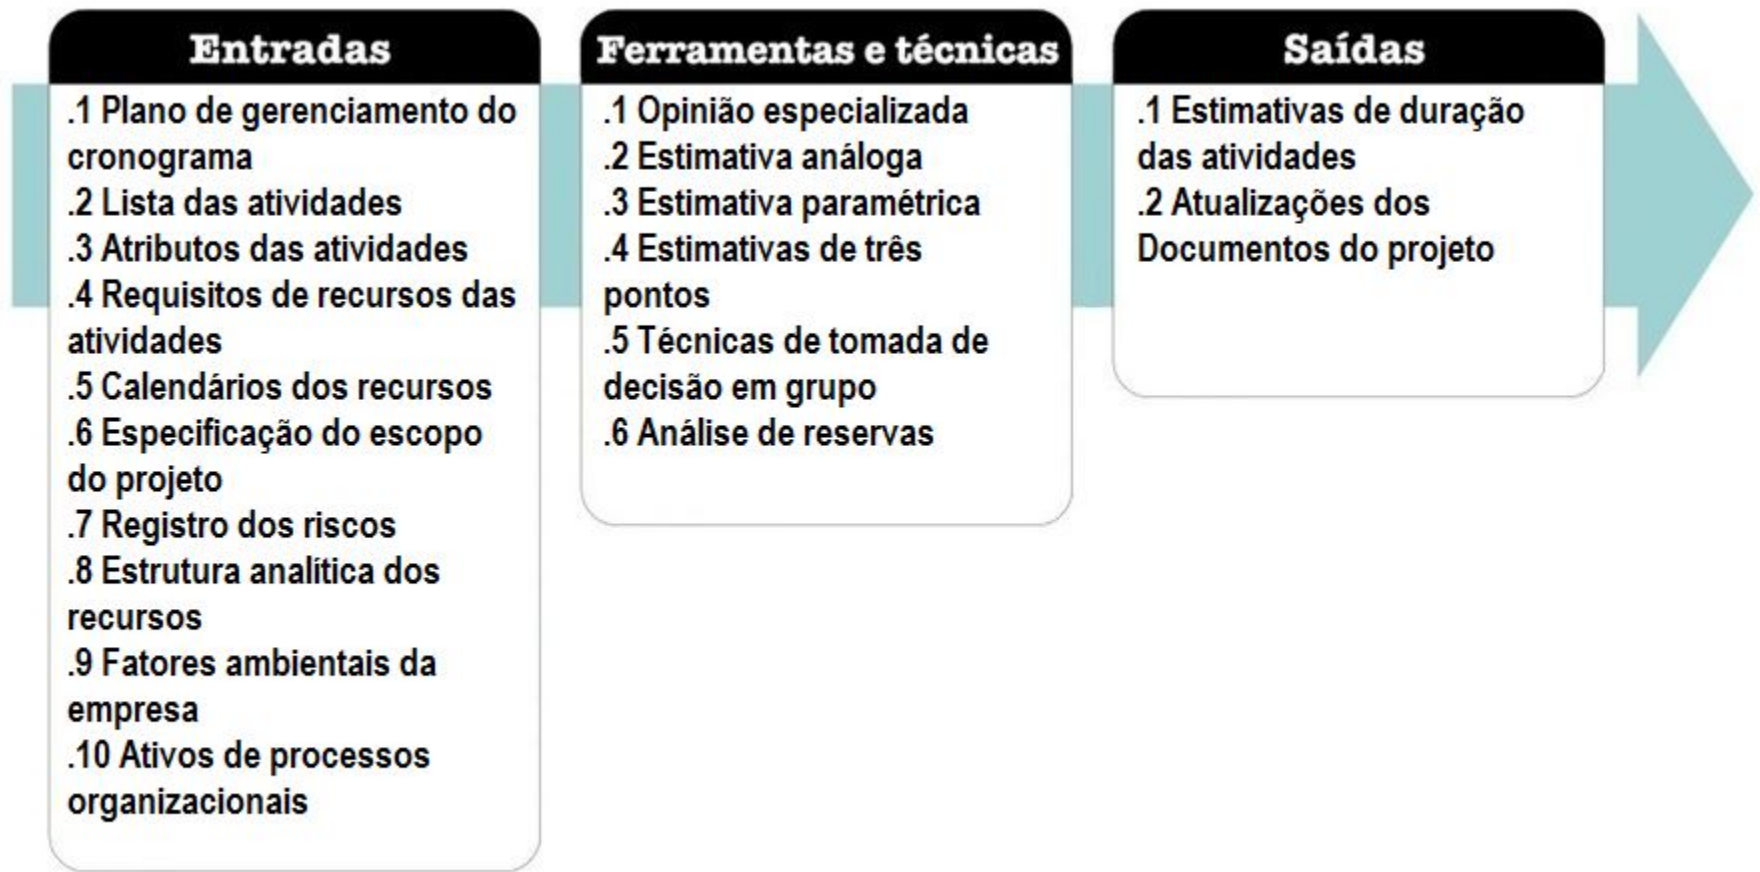 Entradas
.1 Plano de gerenciamento do
cronograma
.2 Lista das atividades
.3 Atributos das atividades
.4 Requisitos de recursos das
atividades
.5 Calendários dos recursos
.6 Especificação do escopo
do projeto
.7 Registro dos riscos
.8 Estrutura analítica dos
recursos
.9 Fatores ambientais da
empresa
.10 Ativos de processos
organizacionais
Ferramentas e técnicas
.1 Opinião especializada
.2 Estimativa análoga
.3 Estimativa paramétrica
.4 Estimativas de três
pontos
.5 Técnicas de tomada de
decisão em grupo
.6 Análise de reservas
Saídas
.1 Estimativas de duração
das atividades
.2 Atualizações dos
Documentos do projeto